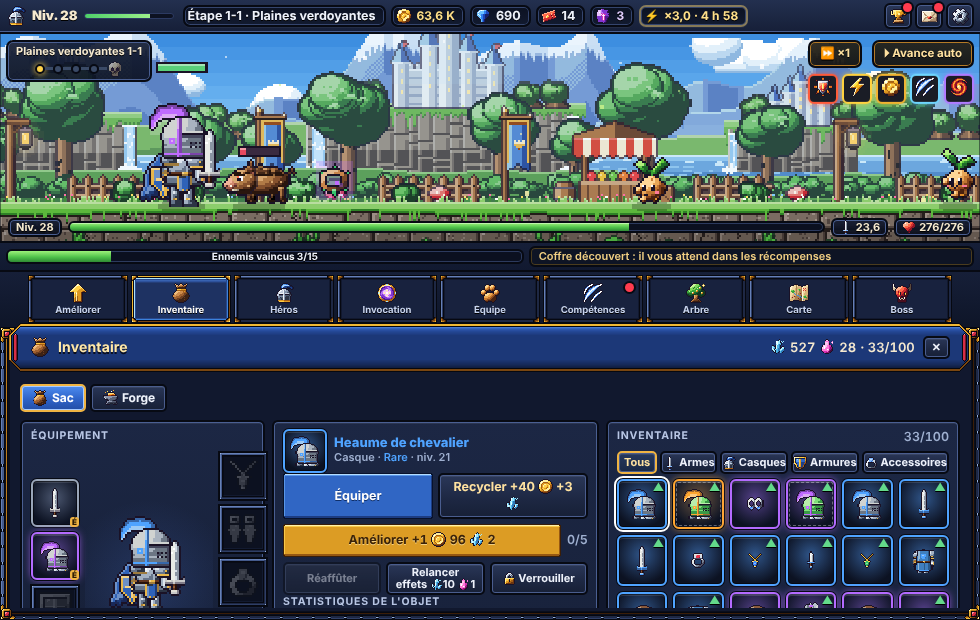 Niv. 28
Étape 1-1 · Plaines verdoyantes
63,6 K
690
14
3
×3,0 · 4 h 58
Plaines verdoyantes 1-1
×1
Avance auto
Niv. 28
23,6
276/276
Ennemis vaincus 3/15
Coffre découvert : il vous attend dans les récompenses
Améliorer
Inventaire
Héros
Invocation
Equipe
Compétences
Arbre
Carte
Boss
Inventaire
527 28 · 33/100
×
Sac
Forge
ÉQUIPEMENT
E
E
Heaume de chevalier
Casque · Rare · niv. 21
Équiper
Recycler +40 +3
Améliorer +1 96 2
0/5
Réaffûter
Relancer
effets 10 1
Verrouiller
STATISTIQUES DE L'OBJET
INVENTAIRE
33/100
Tous
Armes
Casques
Armures
Accessoires